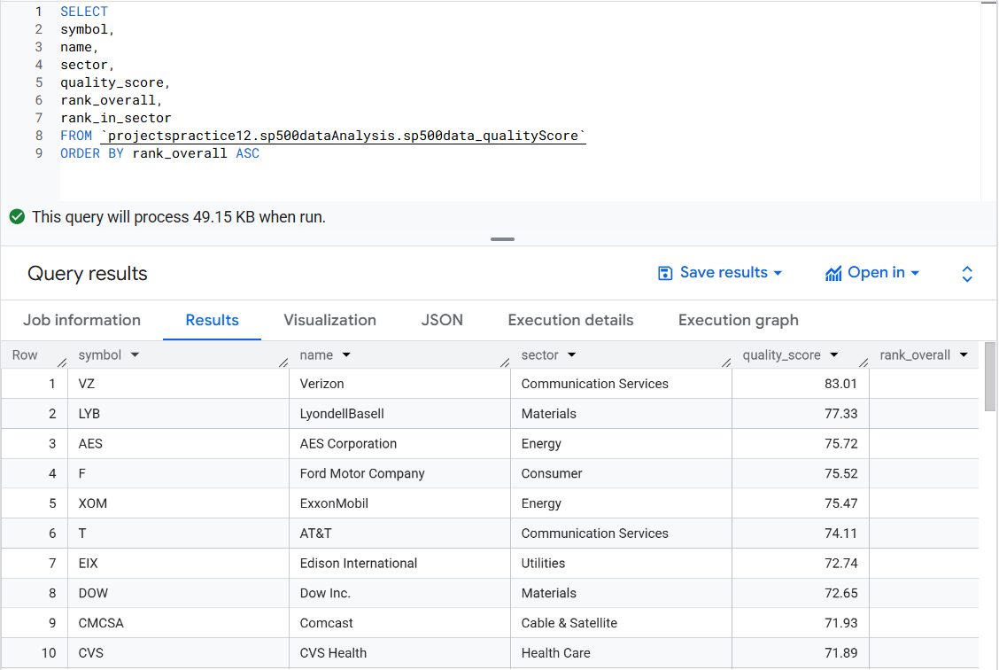 1 SELECT
2 symbol,
3 name,
4 sector,
5 quality_score,
6 rank_overall,
7 rank_in_sector
8 FROM `projectspractice12.sp500dataAnalysis.sp500data_qualityScore`
9 ORDER BY rank_overall ASC
This query will process 49.15 KB when run.
Query results Save results Open in
Job information Results Visualization JSON Execution details Execution graph
Row symbol name sector quality_score rank_overall
1 VZ Verizon Communication Services 83.01
2 LYB LyondellBasell Materials 77.33
3 AES AES Corporation Energy 75.72
4 F Ford Motor Company Consumer 75.52
5 XOM ExxonMobil Energy 75.47
6 T AT&T Communication Services 74.11
7 EIX Edison International Utilities 72.74
8 DOW Dow Inc. Materials 72.65
9 CMCSA Comcast Cable & Satellite 71.93
10 CVS CVS Health Health Care 71.89